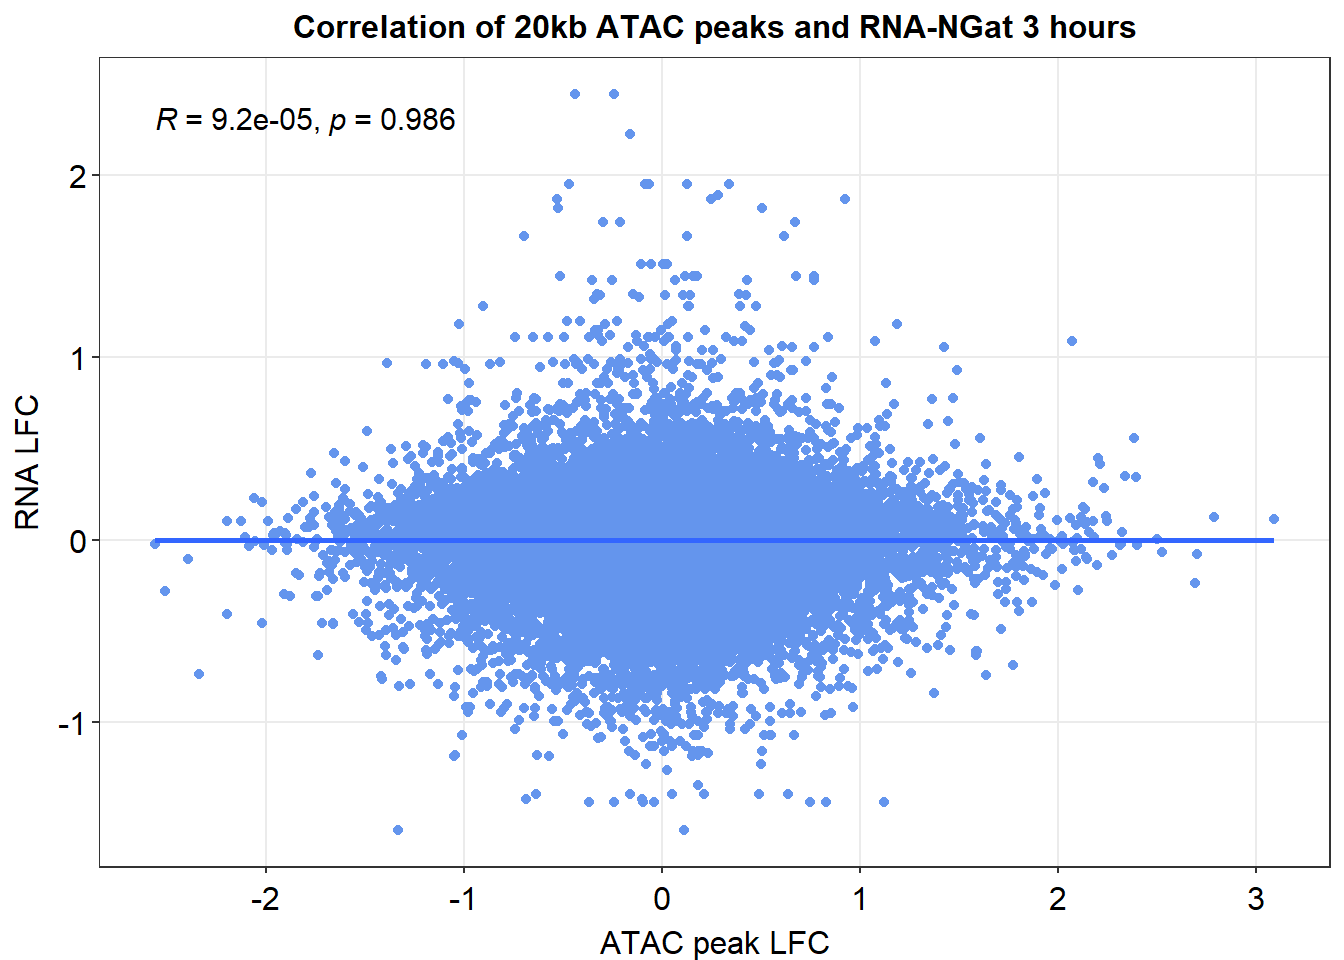 Correlation of 20kb ATAC peaks and RNA-NGat 3 hours
R = 9.2e-05, p = 0.986
2
1
0
-1
RNA LFC
-2
-1
0
1
2
3
ATAC peak LFC